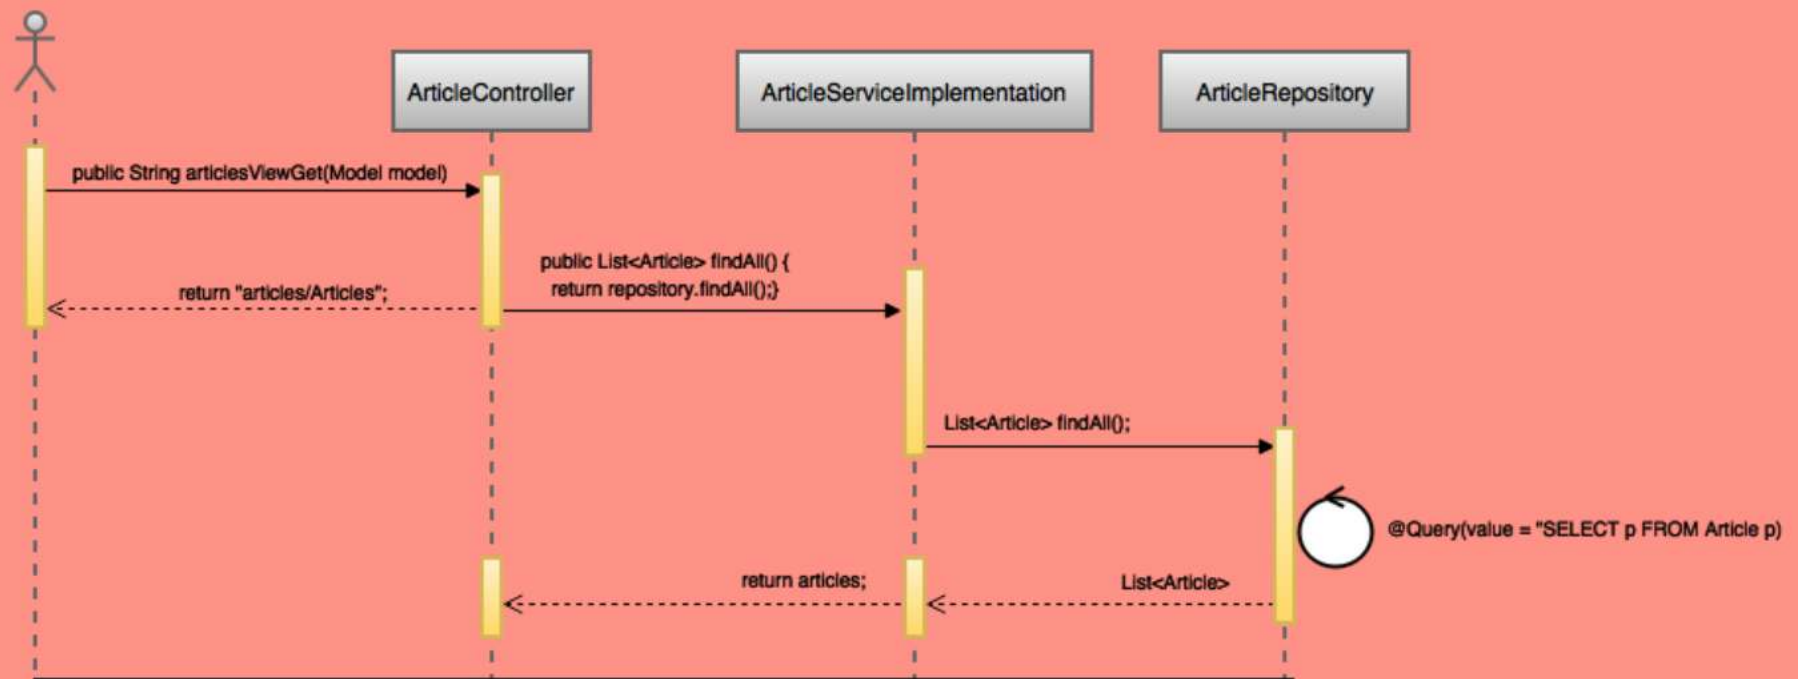 ArticleController
ArticleServiceImplementation
ArticleRepository
public String articlesViewGet(Model model)
public List<Article> findAll() {
return repository.findAll();}
return "articles/Articles";
List<Article> findAll();
@Query(value = "SELECT p FROM Article p)
return articles;
List<Article>